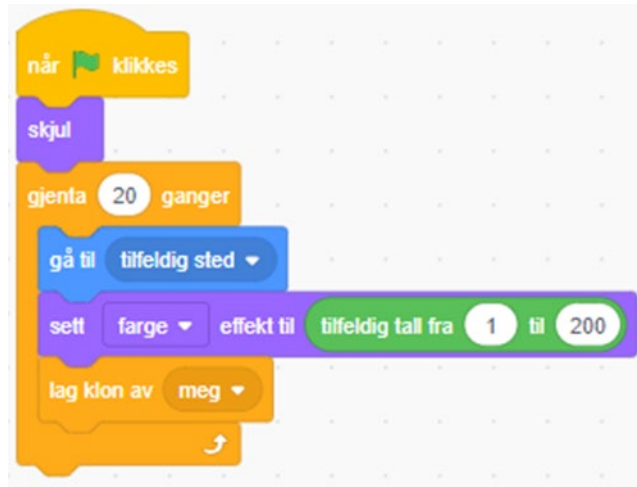 når klikkes
skjul
gjenta 20 ganger
gå til tilfeldig sted
sett farge effekt til tilfeldig tall fra 1 til 200
lag klon av meg